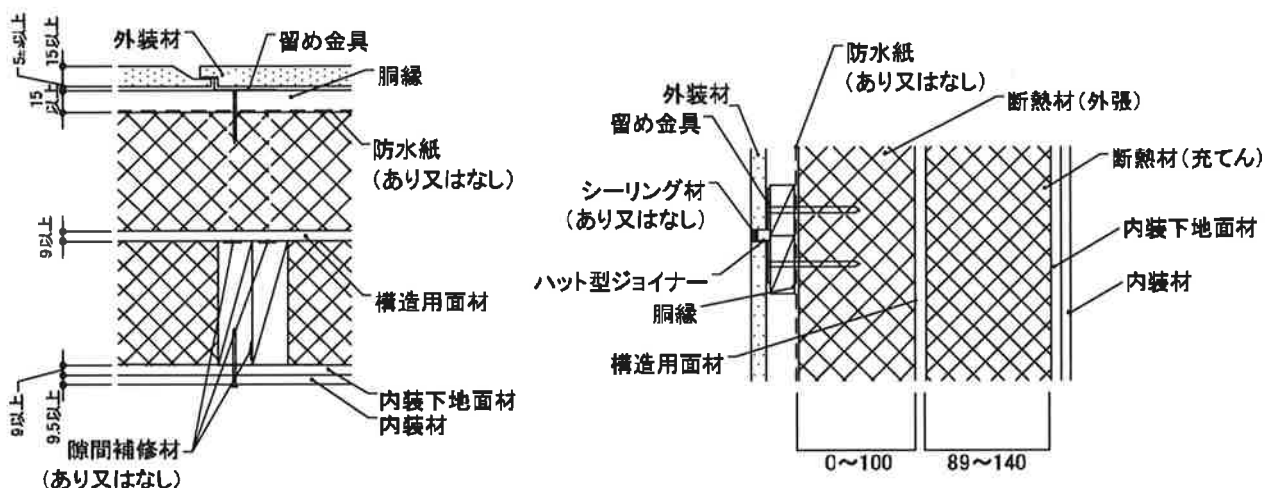 15以上
5以上
15
以上
9以上
9以上
9.5以上
外装材
留め金具
胴縁
防水紙
(あり又はなし)
構造用面材
内装下地面材
内装材
隙間補修材
(あり又はなし)
防水紙
(あり又はなし)
外装材
留め金具
断熱材(外張)
断熱材(充てん)
シーリング材
(あり又はなし)
内装下地面材
ハット型ジョイナー
内装材
胴縁
構造用面材
0～100
89～140